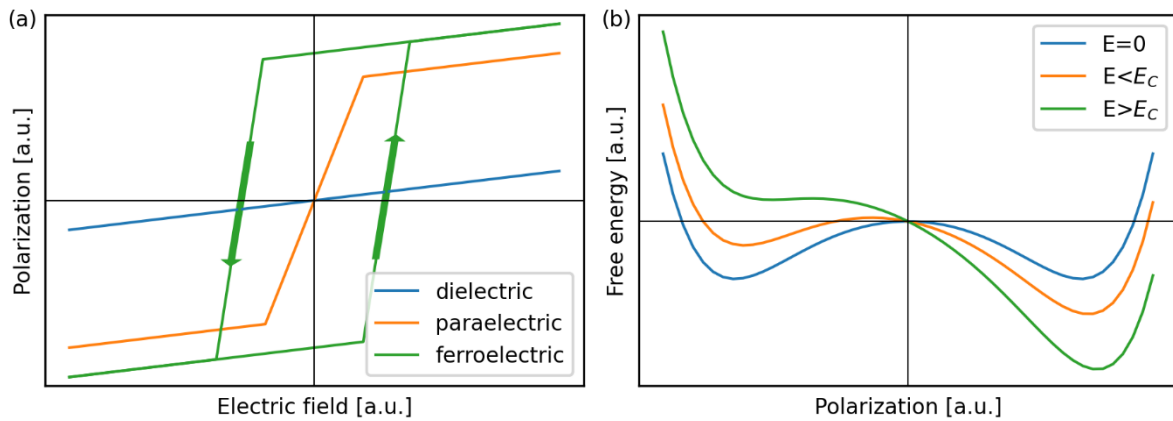 (a)
Polarization [a.u.]
dielectric
paraelectric
ferroelectric
Electric field [a.u.]
(b)
Free energy [a.u.]
E=0
E<E_C
E>E_C
Polarization [a.u.]